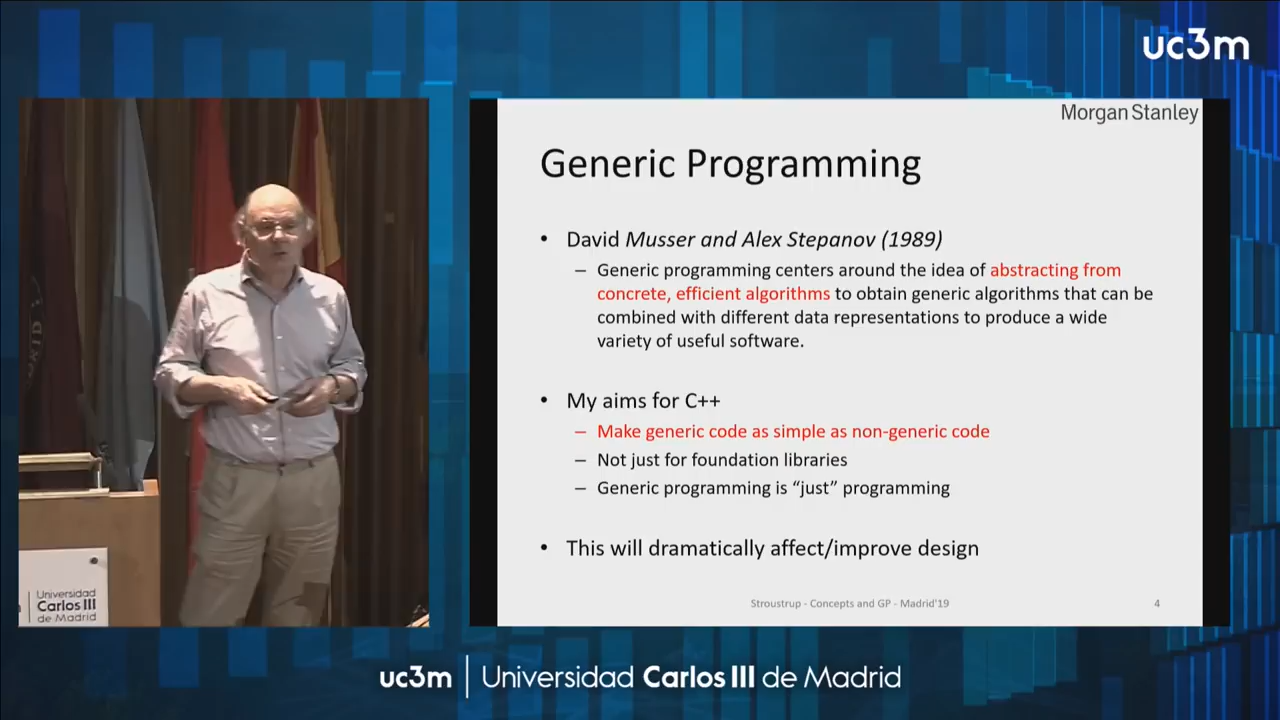 uc3m
Morgan Stanley
Generic Programming
• David Musser and Alex Stepanov (1989)
– Generic programming centers around the idea of abstracting from
concrete, efficient algorithms to obtain generic algorithms that can be
combined with different data representations to produce a wide
variety of useful software.
• My aims for C++
– Make generic code as simple as non-generic code
– Not just for foundation libraries
– Generic programming is “just” programming
• This will dramatically affect/improve design
Stroustrup - Concepts and GP - Madrid'19
4
Universidad
Carlos III
de Madrid
uc3m | Universidad Carlos III de Madrid